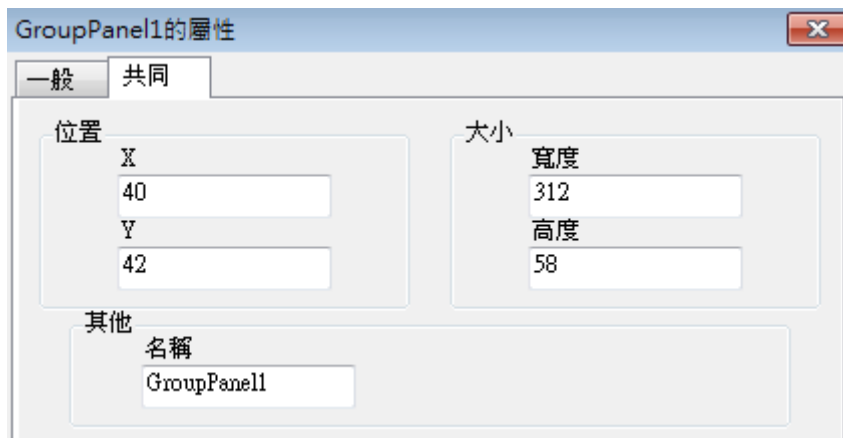 GroupPanel1的屬性
一般 共同
位置
X
40
Y
42
大小
寬度
312
高度
58
其他
名稱
GroupPanel1